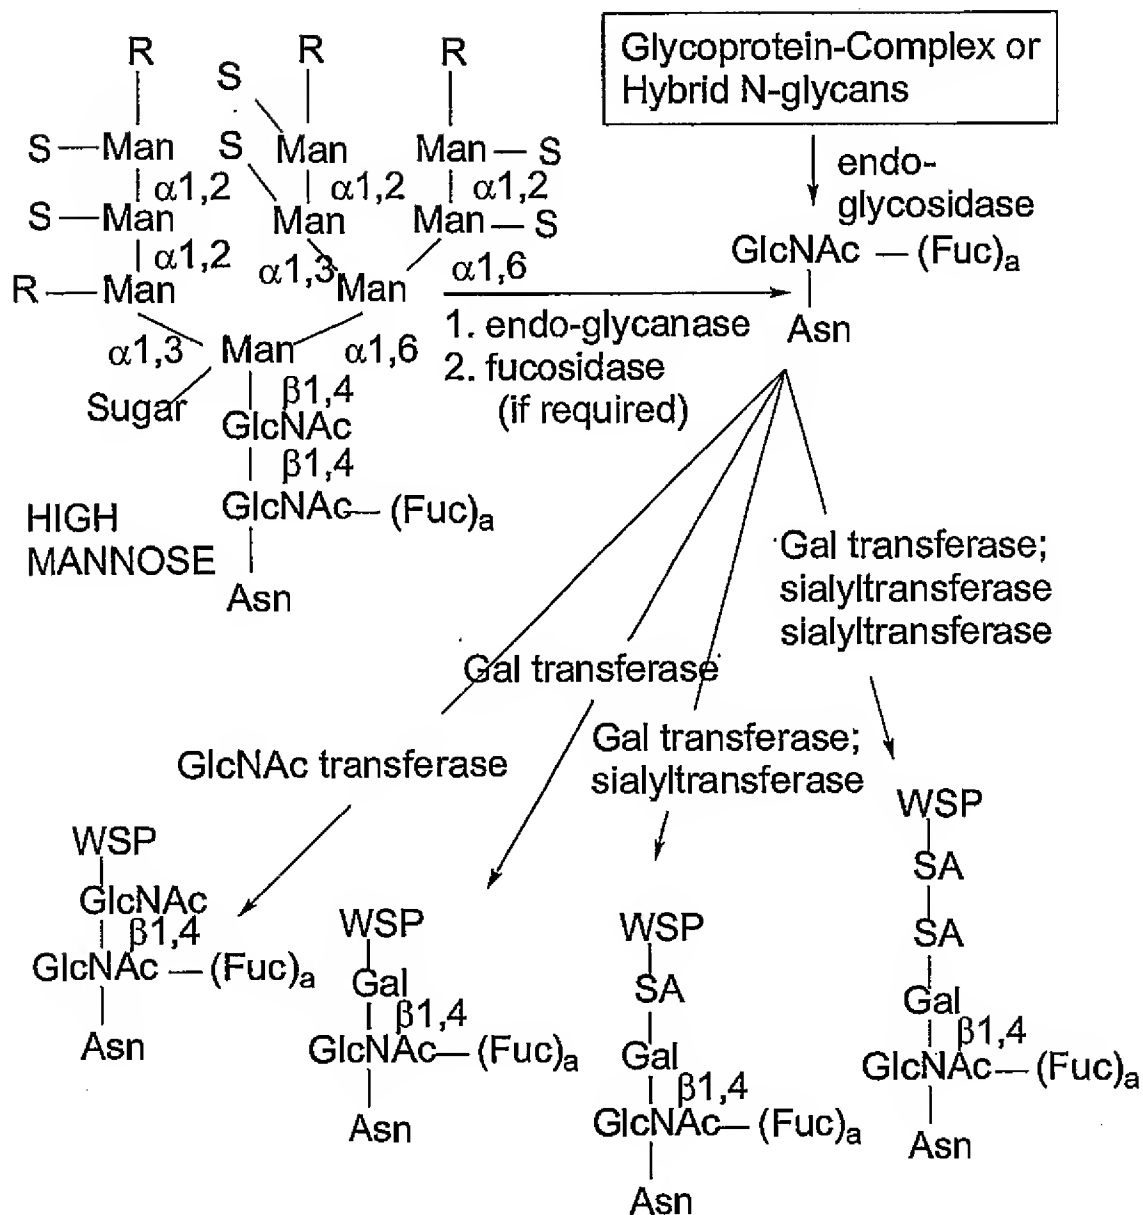 R
R
R
Glycoprotein-Complex or
Hybrid N-glycans
S
S—Man
S
Man
Man—S
α1,2
α1,2
α1,2
endo-
glycosidase
S—Man
Man
Man—S
α1,2
α1,3
α1,6
GlcNAc—(Fuc)a
R—Man
Man
Asn
1. endo-glycanase
2. fucosidase
(if required)
α1,3
Man
α1,6
Sugar
β1,4
GlcNAc
β1,4
GlcNAc—(Fuc)a
HIGH
MANNOSE
Asn
Gal transferase;
sialyltransferase
sialyltransferase
Gal transferase
Gal transferase;
sialyltransferase
GlcNAc transferase
WSP
GlcNAc
β1,4
GlcNAc—(Fuc)a
Asn
WSP
Gal
β1,4
GlcNAc—(Fuc)a
Asn
WSP
SA
Gal
β1,4
GlcNAc—(Fuc)a
Asn
WSP
SA
SA
Gal
β1,4
GlcNAc—(Fuc)a
Asn